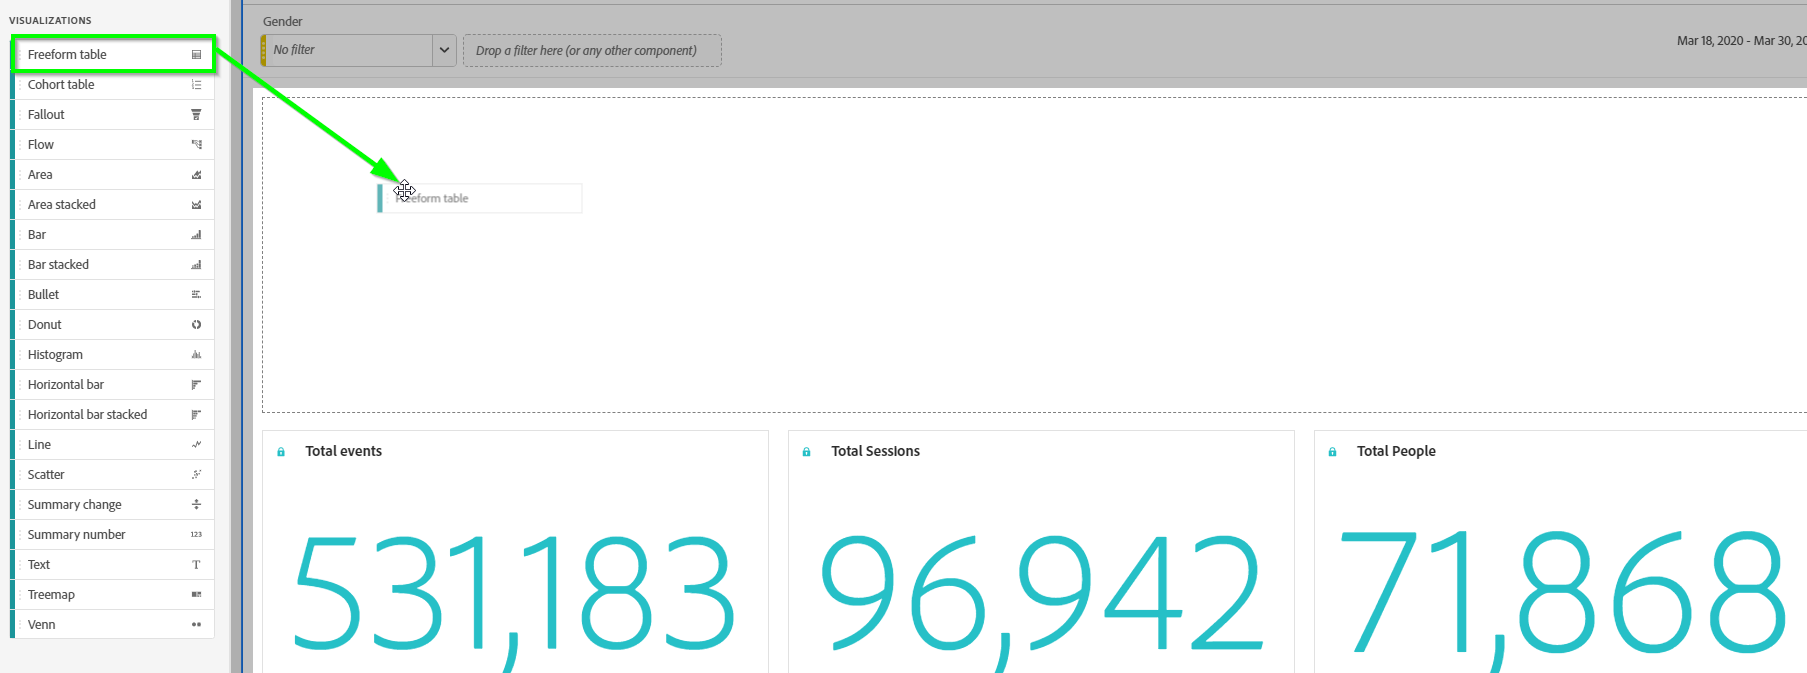 VISUALIZATIONS
Freeform table
Cohort table
Fallout
Flow
Area
Area stacked
Bar
Bar stacked
Bullet
Donut
Histogram
Horizontal bar
Horizontal bar stacked
Line
Scatter
Summary change
Summary number 123
Text T
Treemap
Venn
Gender
No filter
Drop a filter here (or any other component)
Mar 18, 2020 - Mar 30, 20
Freeform table
Total events
531,183
Total Sessions
96,942
Total People
71,868